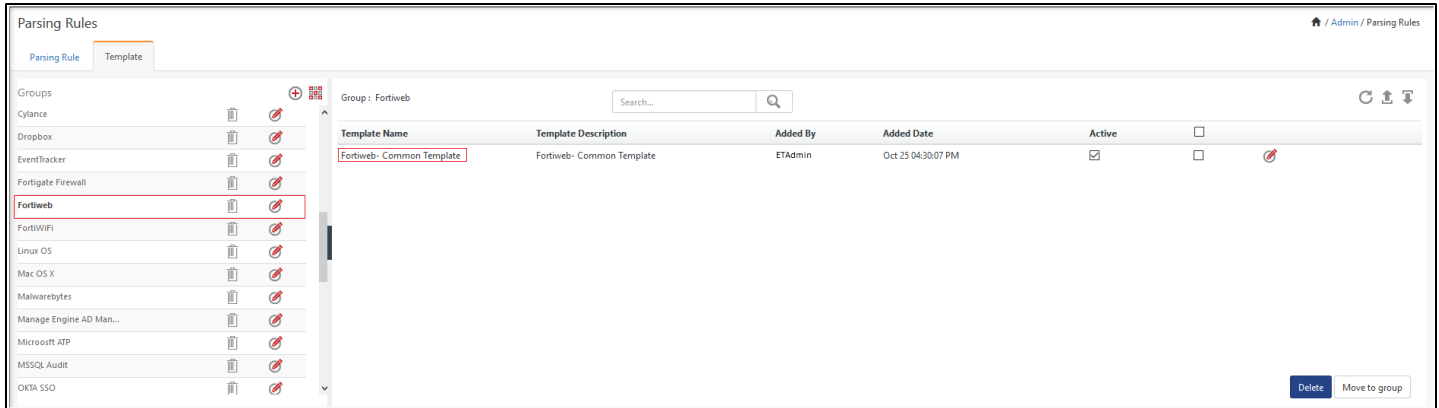 Parsing Rules
/ Admin / Parsing Rules
Parsing Rule Template
Groups
Cylance
Dropbox
EventTracker
Fortigate Firewall
Fortiweb
FortiWiFi
Linux OS
Mac OS X
Malwarebytes
Manage Engine AD Man...
Microosft ATP
MSSQL Audit
OKTA SSO
Group : Fortiweb
Search...
Template Name Template Description Added By Added Date Active
Fortiweb- Common Template Fortiweb- Common Template ETAdmin Oct 25 04:30:07 PM
Delete Move to group